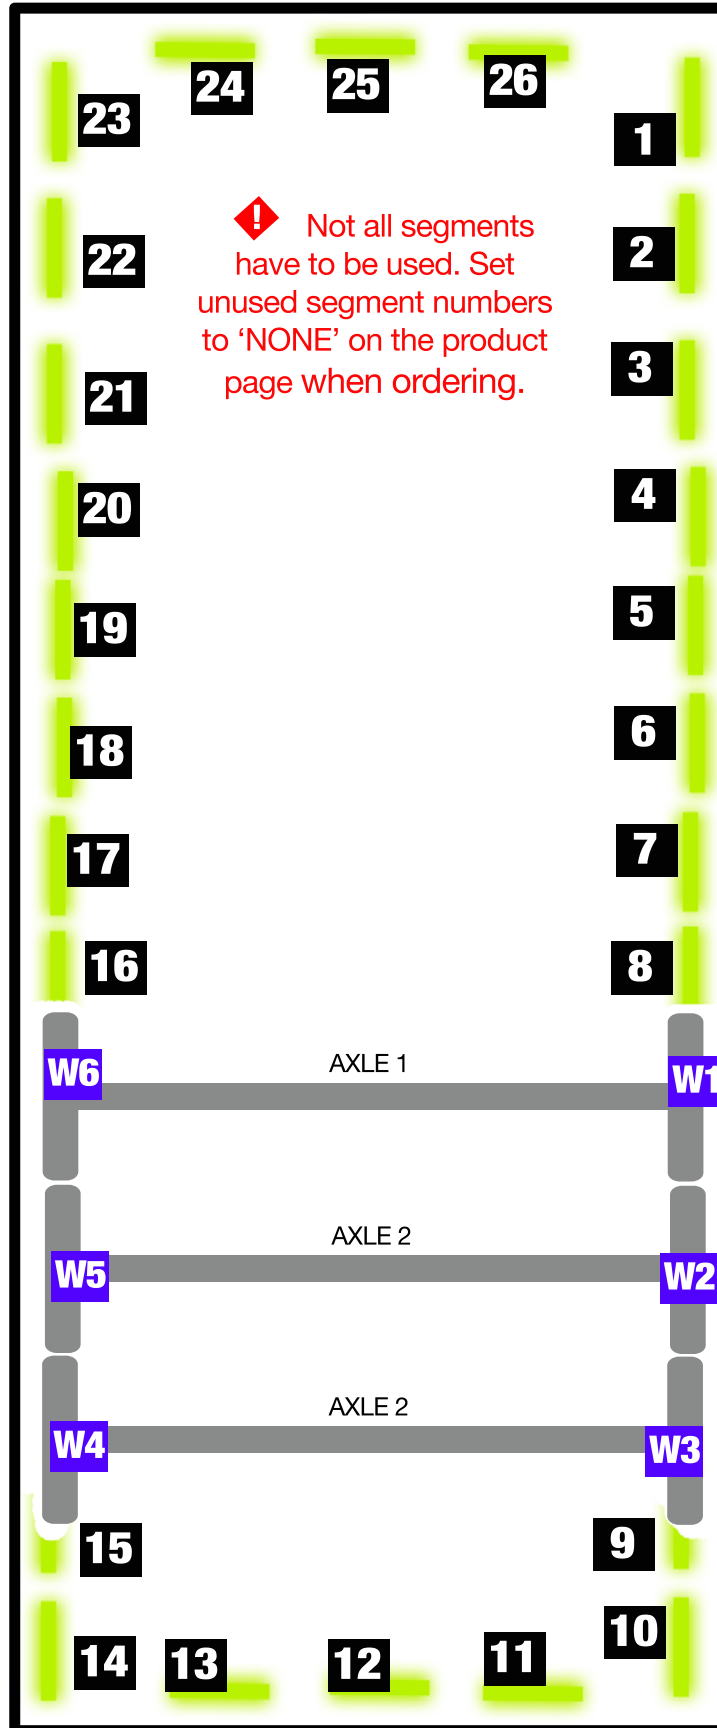 24 25 26
23 1
!
Not all segments
have to be used. Set
unused segment numbers
to ‘NONE’ on the product
page when ordering.
22 2
21 3
20 4
19 5
18 6
17 7
16 8
AXLE 1
W6 W1
AXLE 2
W5 W2
AXLE 2
W4 W3
15 9
14 13 12 11 10